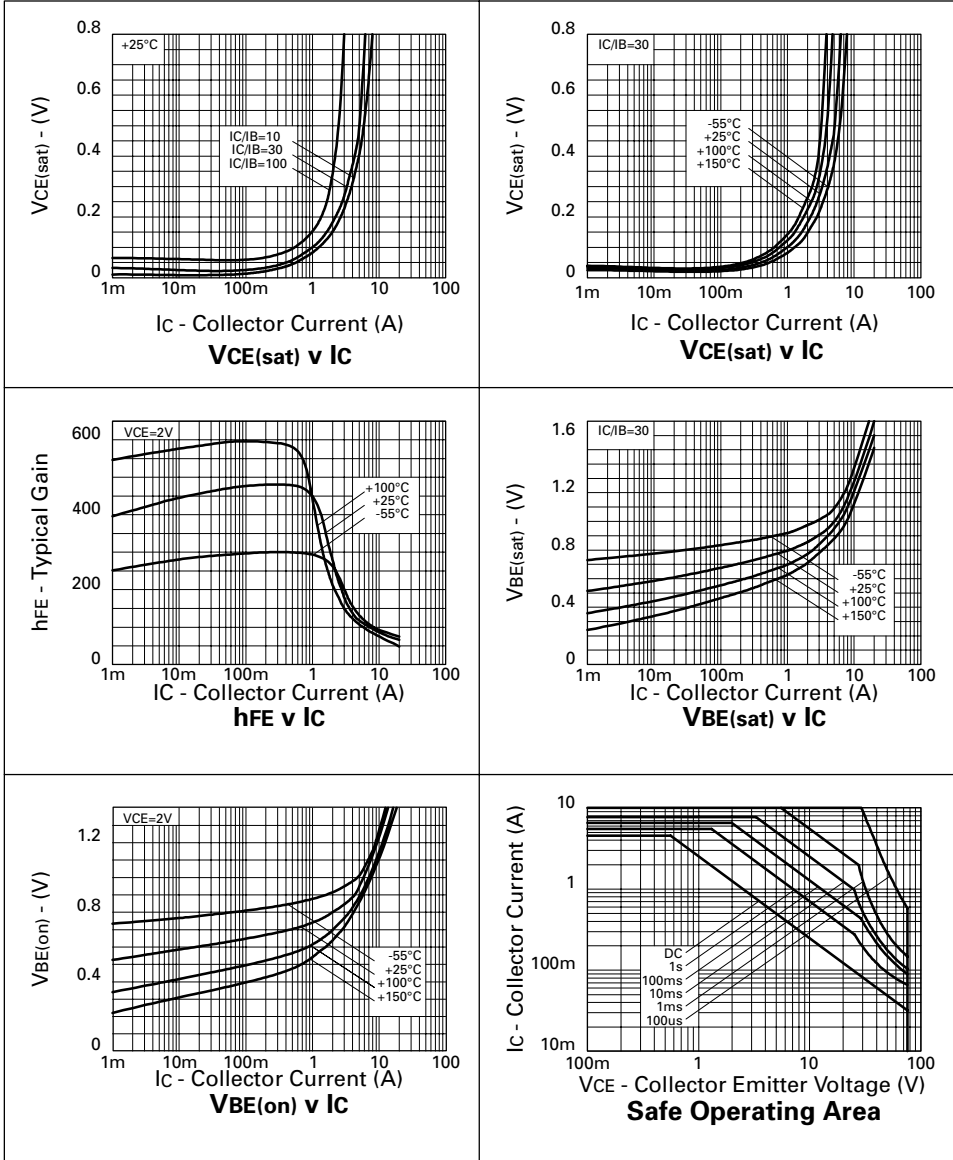 0.8
+25°C
0.6
0.4
0.2
0
VCE(sat) - (V)
IC/IB=10
IC/IB=30
IC/IB=100
1m 10m 100m 1 10 100
IC - Collector Current (A)
VCE(sat) v IC
0.8
IC/IB=30
0.6
0.4
0.2
0
VCE(sat) - (V)
-55°C
+25°C
+100°C
+150°C
1m 10m 100m 1 10 100
IC - Collector Current (A)
VCE(sat) v IC
600
VCE=2V
400
200
0
hFE - Typical Gain
+100°C
+25°C
-55°C
1m 10m 100m 1 10 100
IC - Collector Current (A)
hFE v IC
1.6
IC/IB=30
1.2
0.8
0.4
0
VBE(sat) - (V)
-55°C
+25°C
+100°C
+150°C
1m 10m 100m 1 10 100
IC - Collector Current (A)
VBE(sat) v IC
VCE=2V
1.2
0.8
0.4
0
VBE(on) - (V)
-55°C
+25°C
+100°C
+150°C
1m 10m 100m 1 10 100
IC - Collector Current (A)
VBE(on) v IC
10
1
100m
10m
IC - Collector Current (A)
DC
1s
100ms
10ms
1ms
100us
100m 1 10 100
VCE - Collector Emitter Voltage (V)
Safe Operating Area